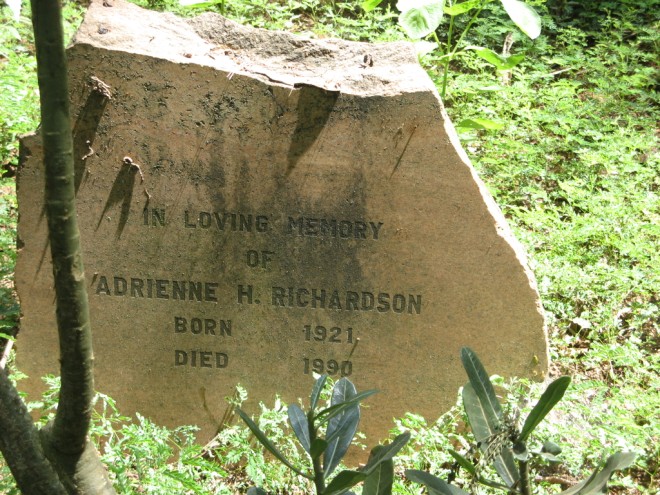 IN LOVING MEMORY
OF
ADRIENNE H. RICHARDSON
BORN 1921
DIED 1990